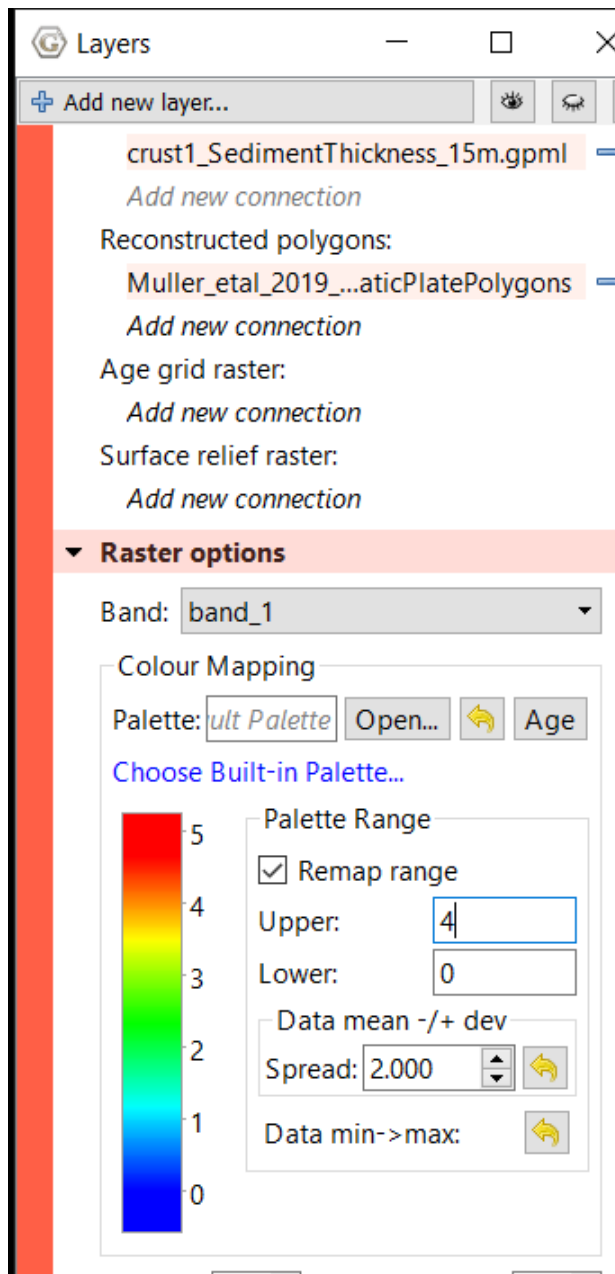 Layers
Add new layer...
crust1_SedimentThickness_15m.gpml
Add new connection
Reconstructed polygons:
Muller_etal_2019_...aticPlatePolygons
Add new connection
Age grid raster:
Add new connection
Surface relief raster:
Add new connection
Raster options
Band: band_1
Colour Mapping
Palette: ult Palette Open... Age
Choose Built-in Palette...
5
4
3
2
1
0
Palette Range
Remap range
Upper: 4
Lower: 0
Data mean -/+ dev
Spread: 2.000
Data min->max: